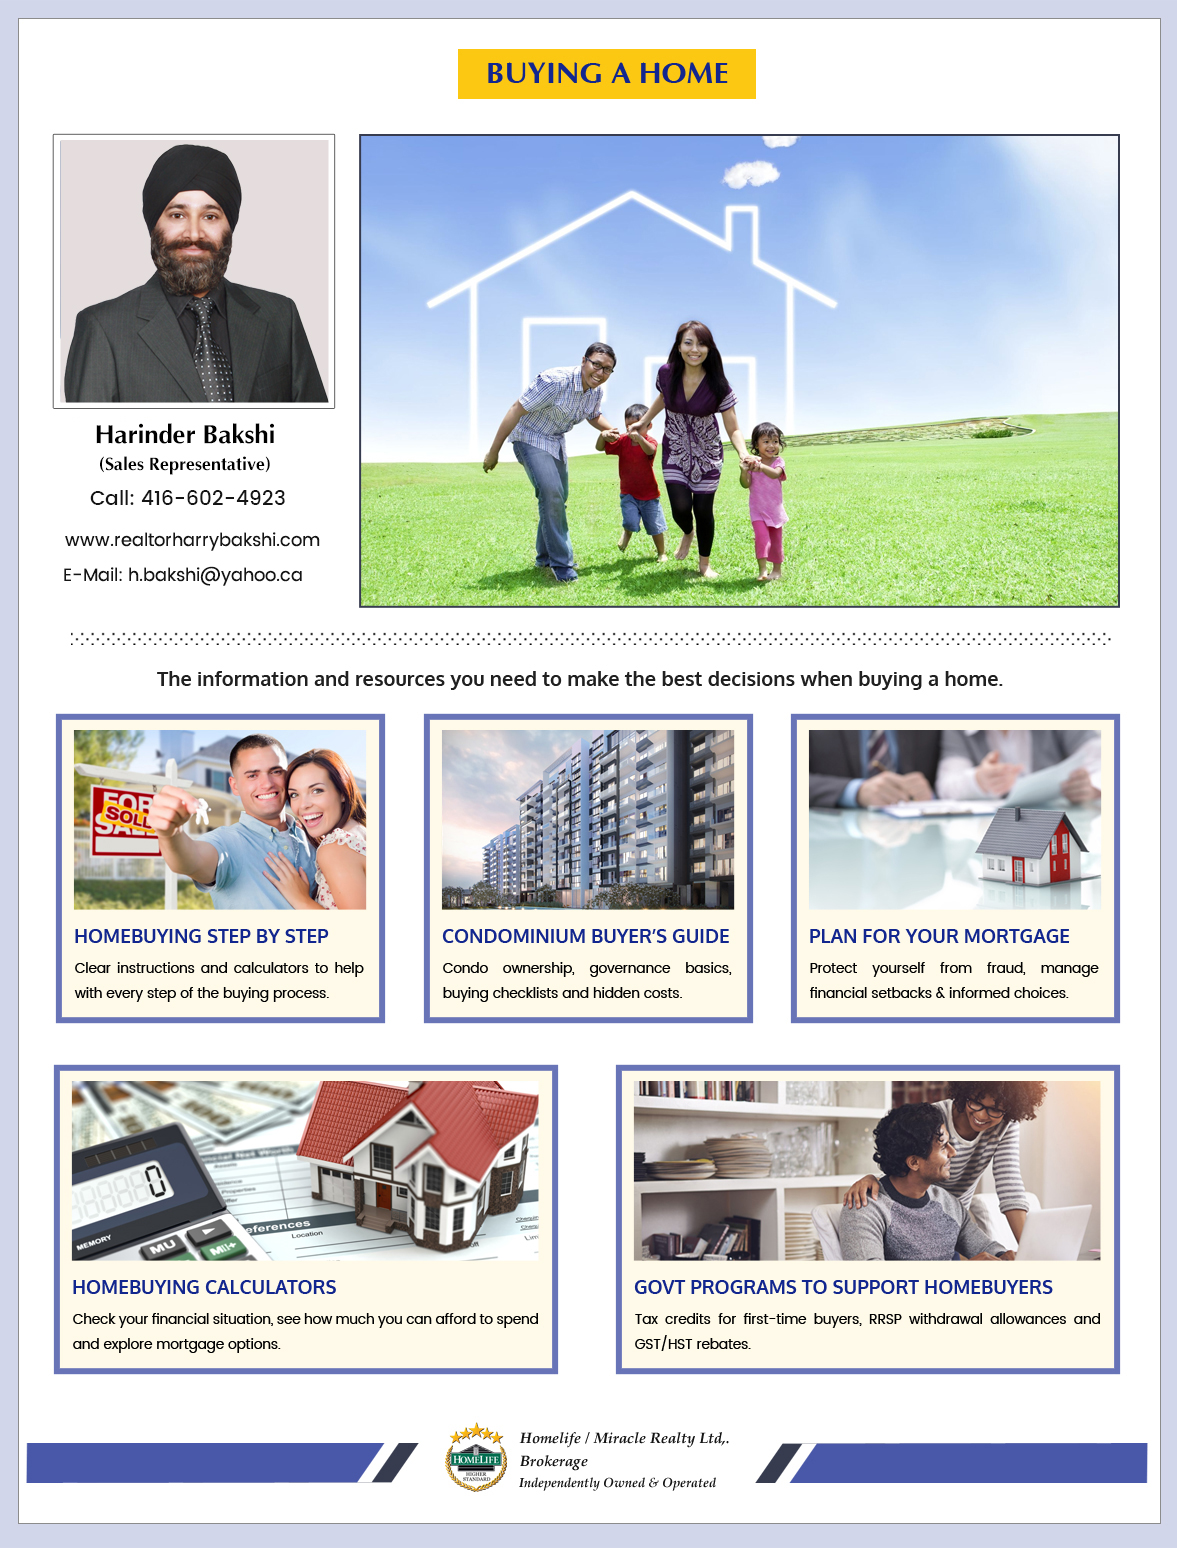 BUYING A HOME
Harinder Bakshi
(Sales Representative)
Call: 416-602-4923
www.realtorharrybakshi.com
E-Mail: h.bakshi@yahoo.ca
The information and resources you need to make the best decisions when buying a home.
FOR
SOLD
SALE
HOMEBUYING STEP BY STEP
Clear instructions and calculators to help
with every step of the buying process.
CONDOMINIUM BUYER'S GUIDE
Condo ownership, governance basics,
buying checklists and hidden costs.
PLAN FOR YOUR MORTGAGE
Protect yourself from fraud, manage
financial setbacks & informed choices.
0
MEMORY
MU
MII+
eferences
Location
HOMEBUYING CALCULATORS
Check your financial situation, see how much you can afford to spend
and explore mortgage options.
GOVT PROGRAMS TO SUPPORT HOMEBUYERS
Tax credits for first-time buyers, RRSP withdrawal allowances and
GST/HST rebates.
HOMELIFE
HIGHER
STANDARD
Homelife / Miracle Realty Ltd,.
Brokerage
Independently Owned & Operated